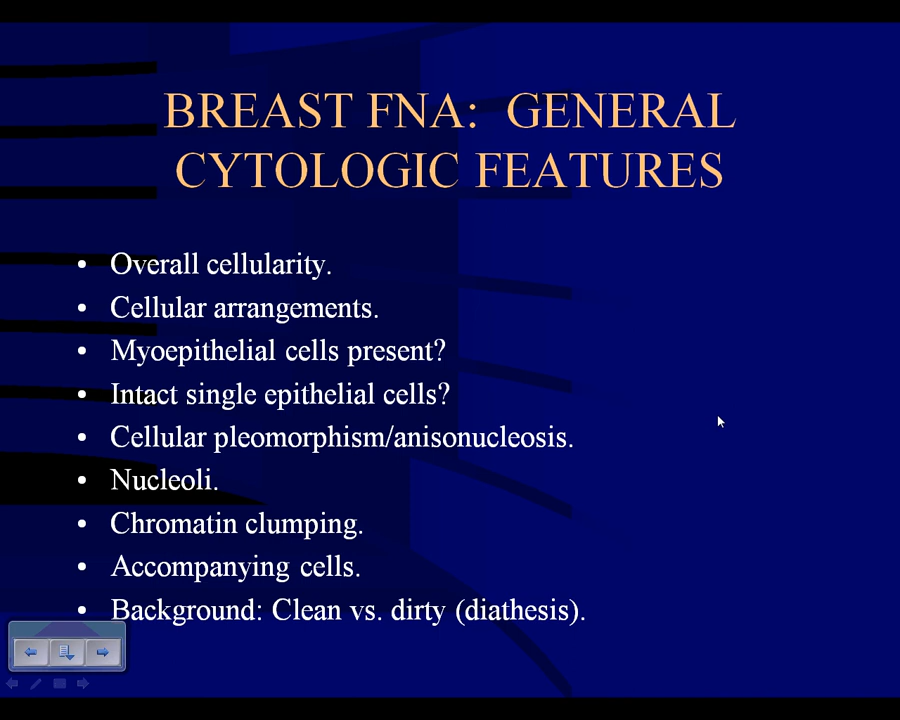 BREAST FNA: GENERAL
CYTOLOGIC FEATURES
• Overall cellularity.
• Cellular arrangements.
• Myoepithelial cells present?
• Intact single epithelial cells?
• Cellular pleomorphism/anisonucleosis.
• Nucleoli.
• Chromatin clumping.
• Accompanying cells.
• Background: Clean vs. dirty (diathesis).